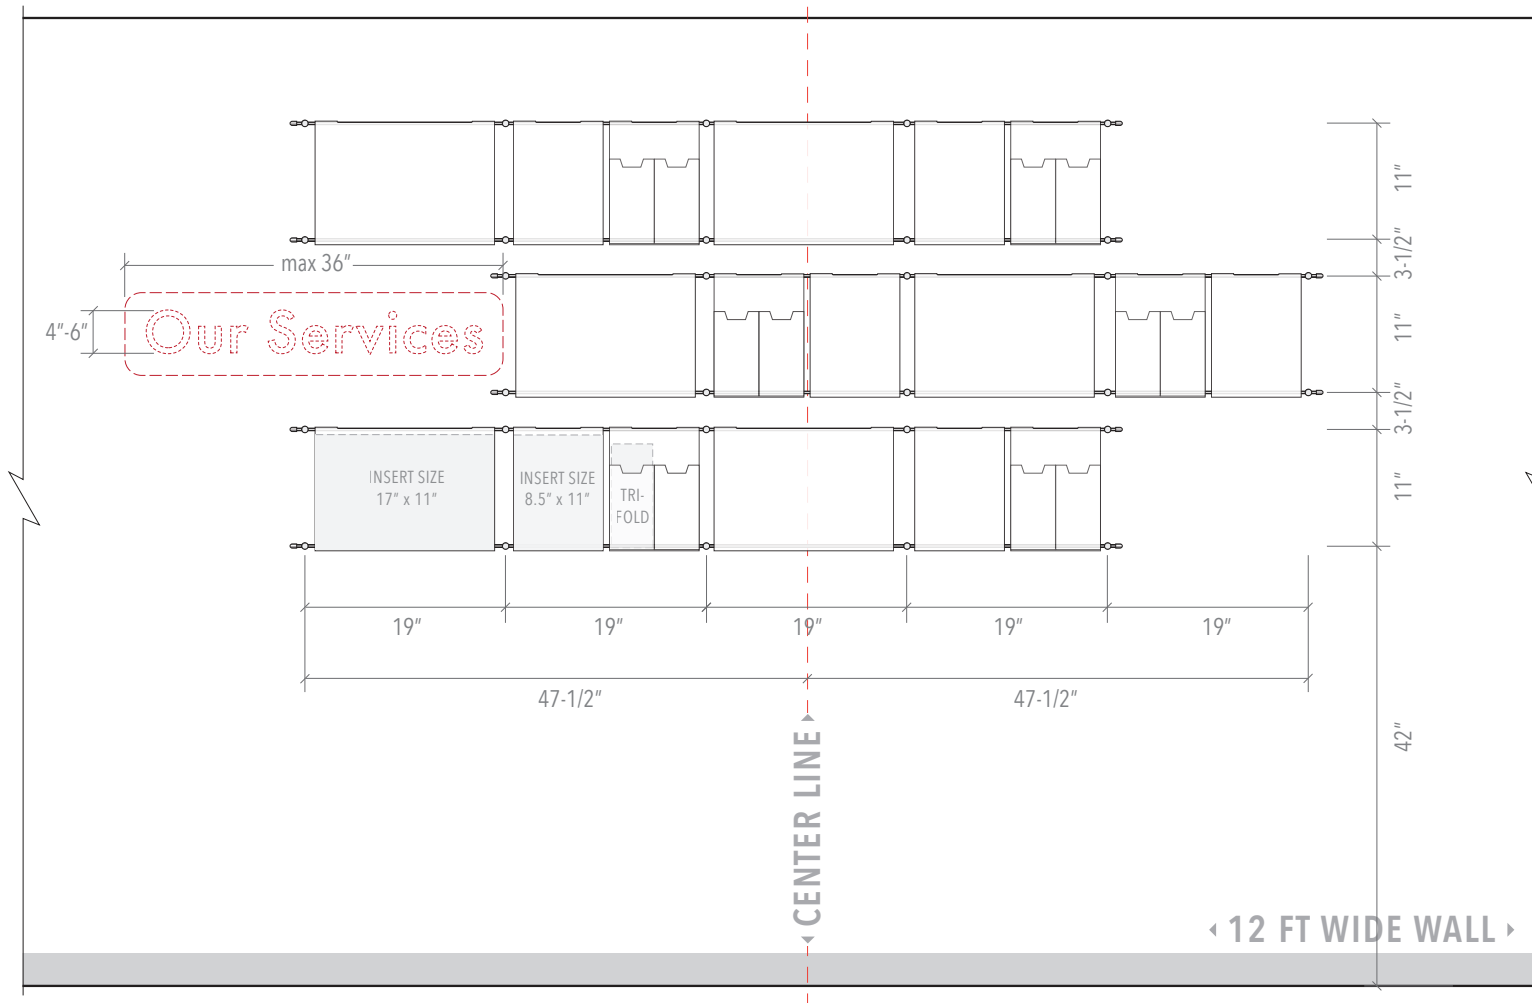 11"
max 36"
3-1/2"
4"-6"
Our Services
11"
3-1/2"
INSERT SIZE
17" x 11"
INSERT SIZE
8.5" x 11"
TRI-
FOLD
11"
19"
19"
19"
19"
19"
47-1/2"
47-1/2"
42"
CENTER LINE
12 FT WIDE WALL